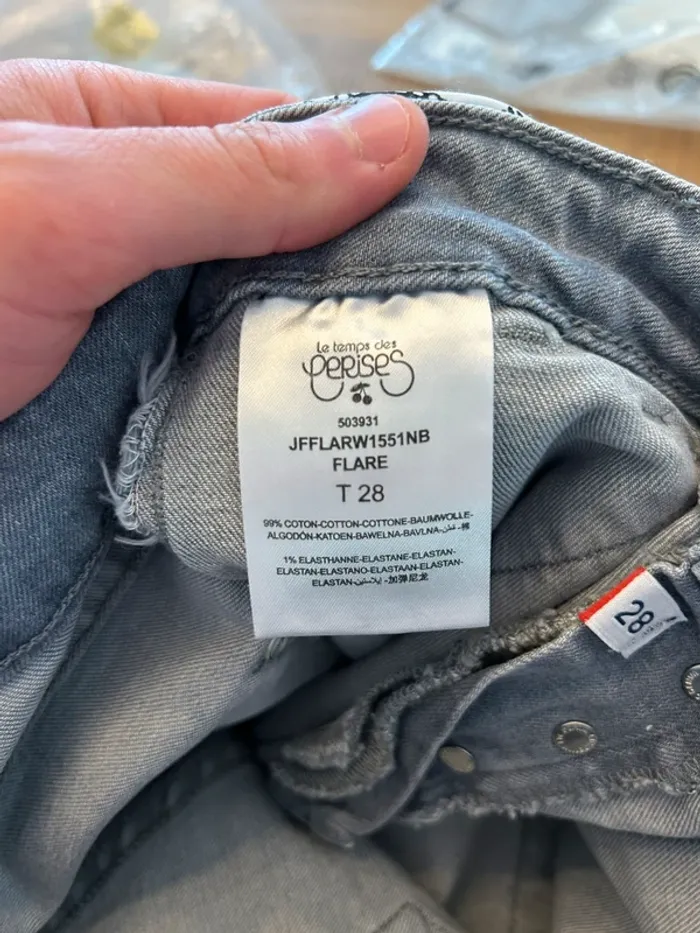 Le temps des
CERISES
503931
JFFLARW1551NB
FLARE
T 28
99% COTON-COTTON-COTTONE-BAUMWOLLE-
ALGODÓN-KATOEN-BAWELNA-BAVLNA-قطن-棉
1% ELASTHANNE-ELASTANE-ELASTAN-
ELASTAN-ELASTANO-ELASTAAN-ELASTAN-
ELASTAN-ايلاستين-加弹尼龙
28